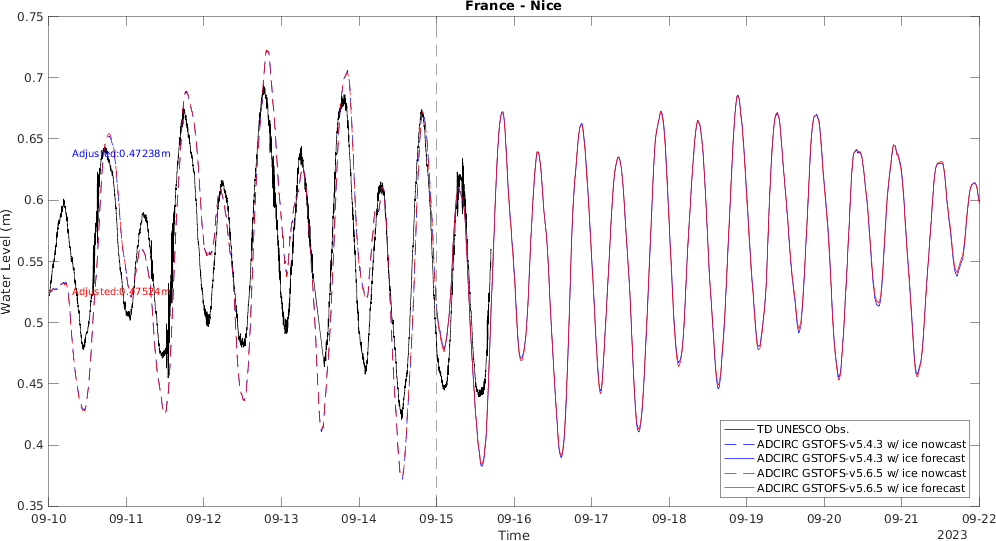 France - Nice
0.75
0.7
0.65
0.6
0.55
0.5
0.45
0.4
0.35
Water Level (m)
Adjusted:0.47238m
Adjusted:0.47524m
TD UNESCO Obs.
ADCIRC GSTOFS-v5.4.3 w/ ice nowcast
ADCIRC GSTOFS-v5.4.3 w/ ice forecast
ADCIRC GSTOFS-v5.6.5 w/ ice nowcast
ADCIRC GSTOFS-v5.6.5 w/ ice forecast
09-10 09-11 09-12 09-13 09-14 09-15 09-16 09-17 09-18 09-19 09-20 09-21 09-22
Time
2023